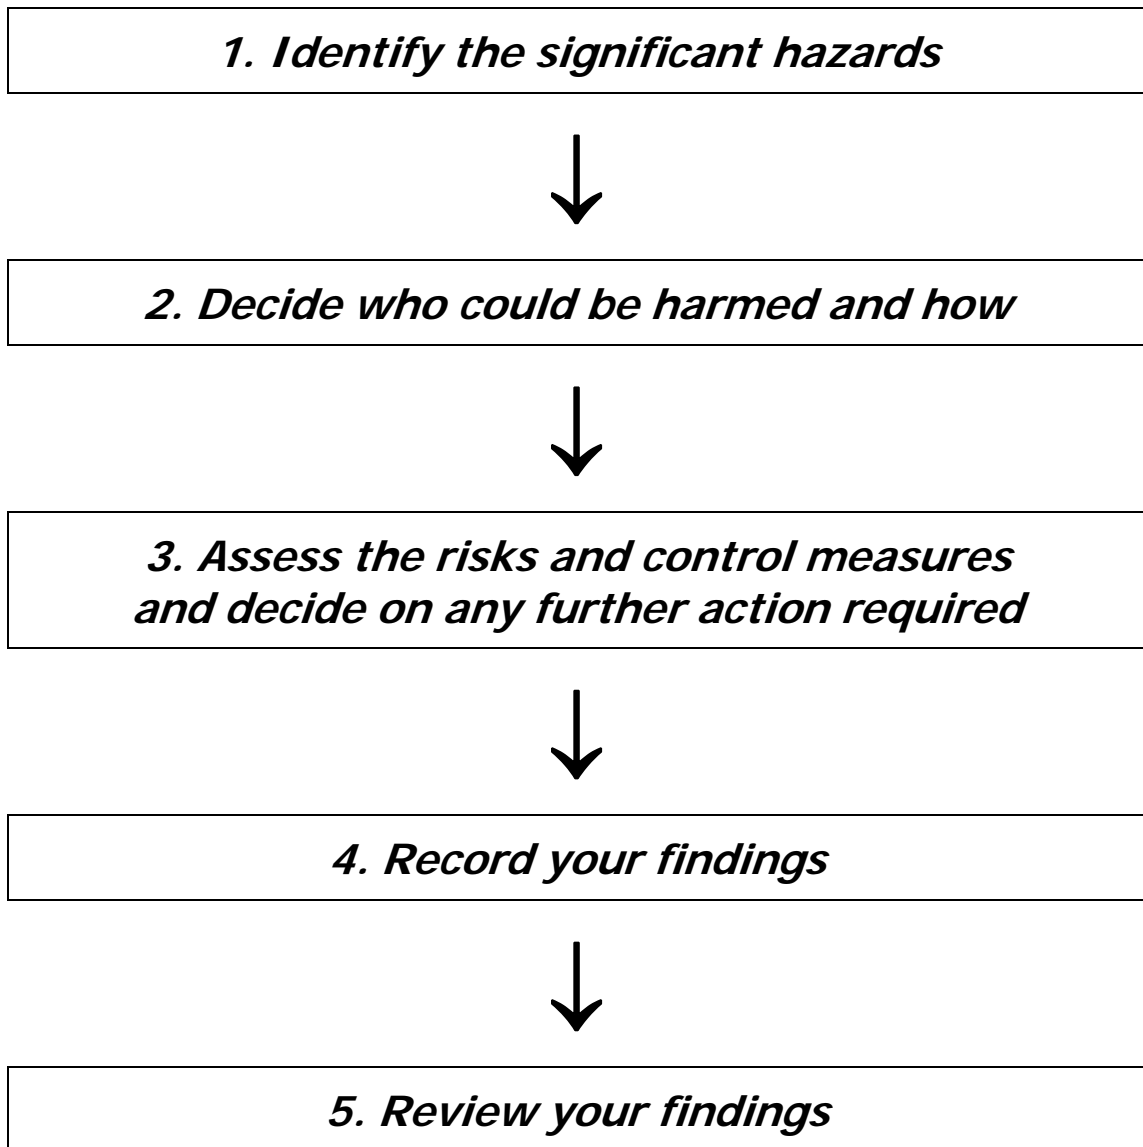 1. Identify the significant hazards
2. Decide who could be harmed and how
3. Assess the risks and control measures
and decide on any further action required
4. Record your findings
5. Review your findings